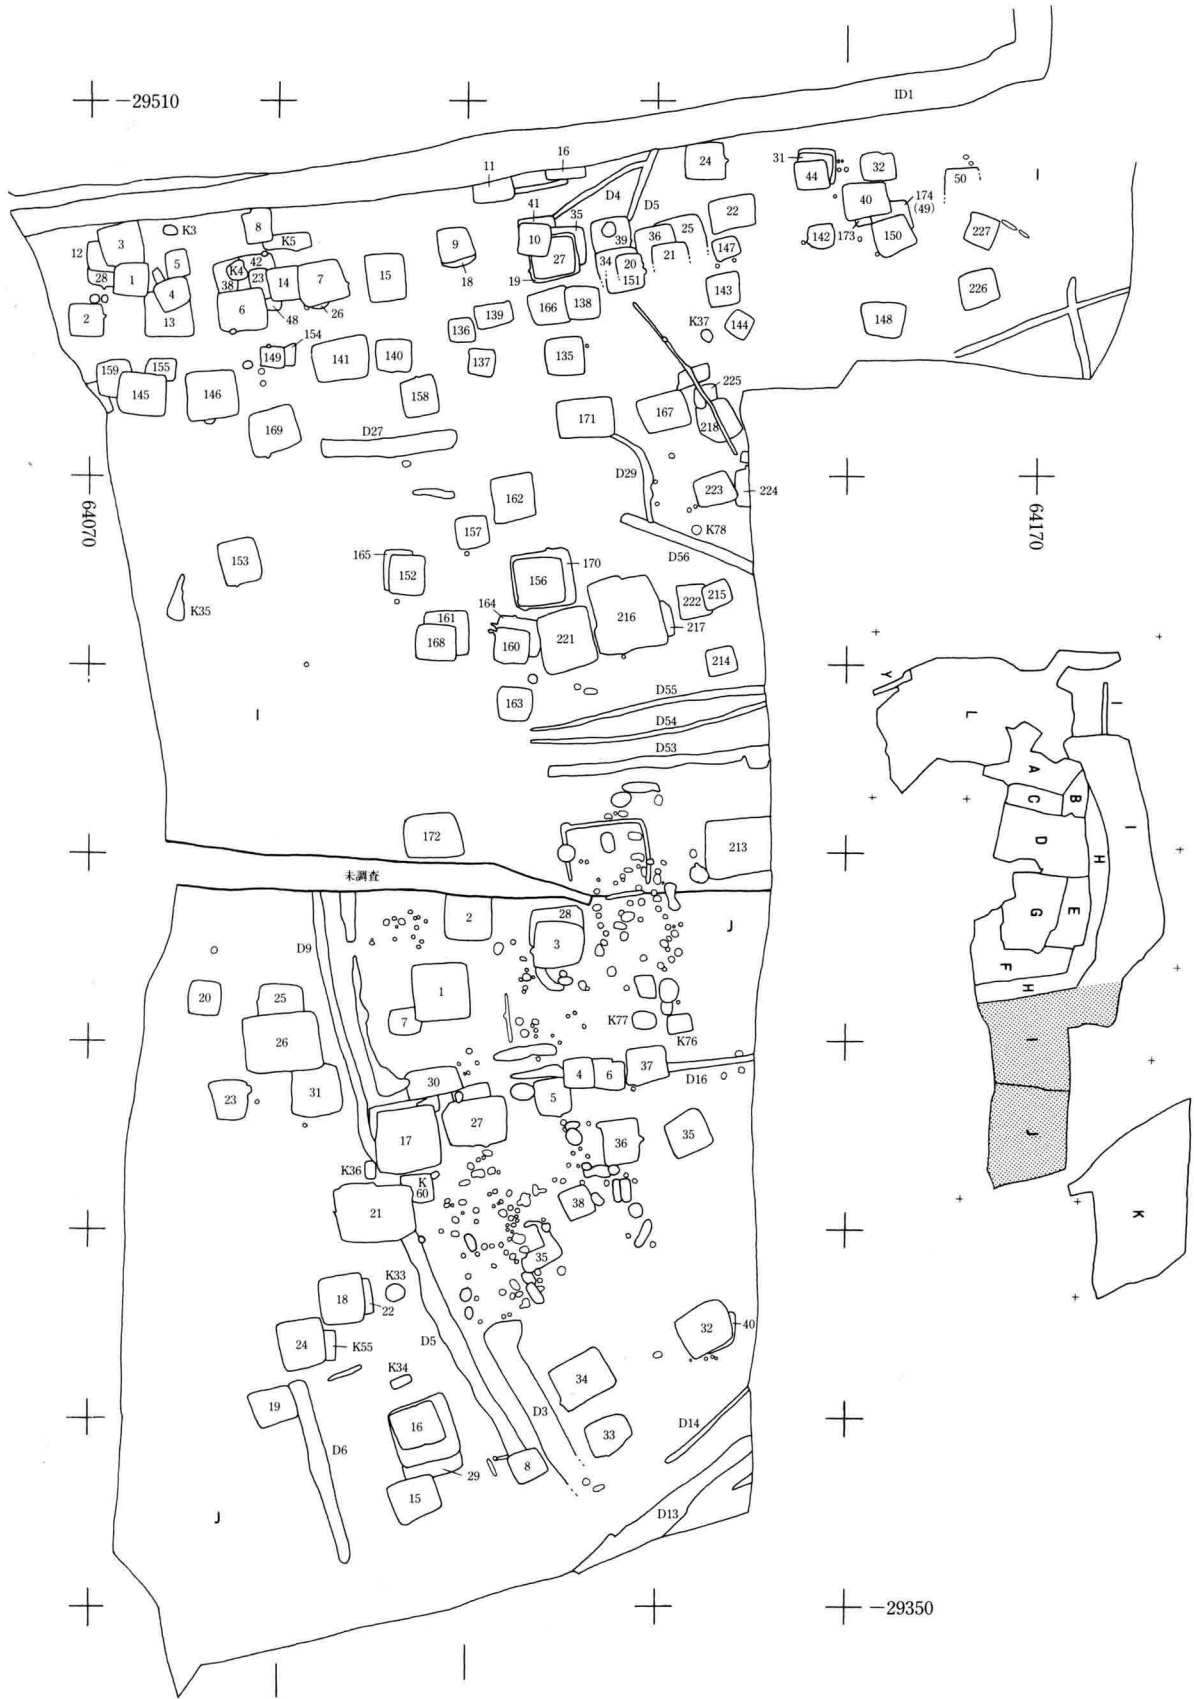 ID1
−29510
16
11
24
31
44
32
50
I
D4
174
(49)
41
35
D5
40
K3
8
22
3
K5
10
39
36
25
173
150
227
12
9
142
5
42
27
21
147
K4
34
20
28
1
23
14
7
15
18
19
151
4
38
143
226
2
13
6
48
26
139
166
138
K37
144
148
136
154
149
141
140
137
135
159
155
145
146
158
225
171
167
218
169
D27
D29
64070
162
223
224
64170
157
K78
D56
153
165
152
156
170
K35
216
222
215
164
161
168
160
221
217
214
163
D55
I
D54
D53
172
213
未調査
2
28
3
J
D9
20
25
1
7
K77
K76
26
37
4
6
D16
30
5
23
31
27
17
36
35
K36
K
60
21
38
35
K33
18
22
32
40
D5
24
K55
K34
34
19
D3
16
33
D14
D6
8
29
15
J
D13
−29350
Y
L
I
A
B
C
I
D
H
G
E
F
H
I
J
K